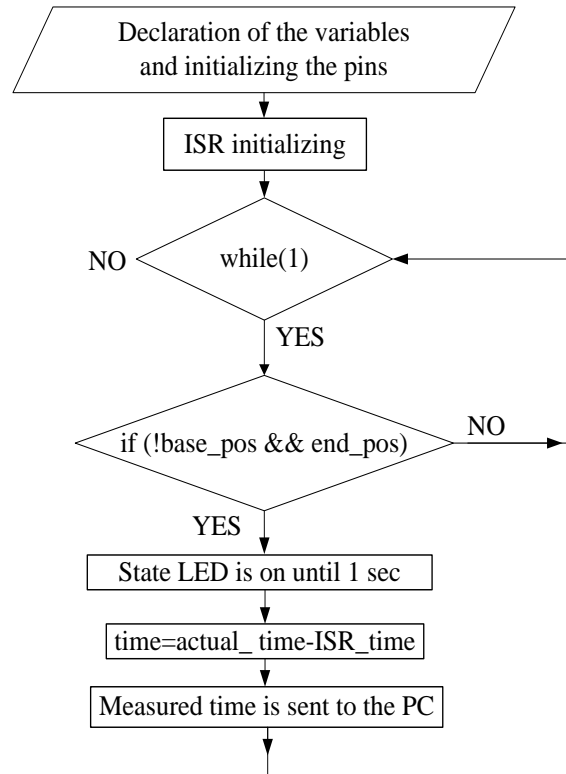 Declaration of the variables
and initializing the pins
ISR initializing
NO
while(1)
YES
if (!base_pos && end_pos)
NO
YES
State LED is on until 1 sec
time=actual_ time-ISR_time
Measured time is sent to the PC